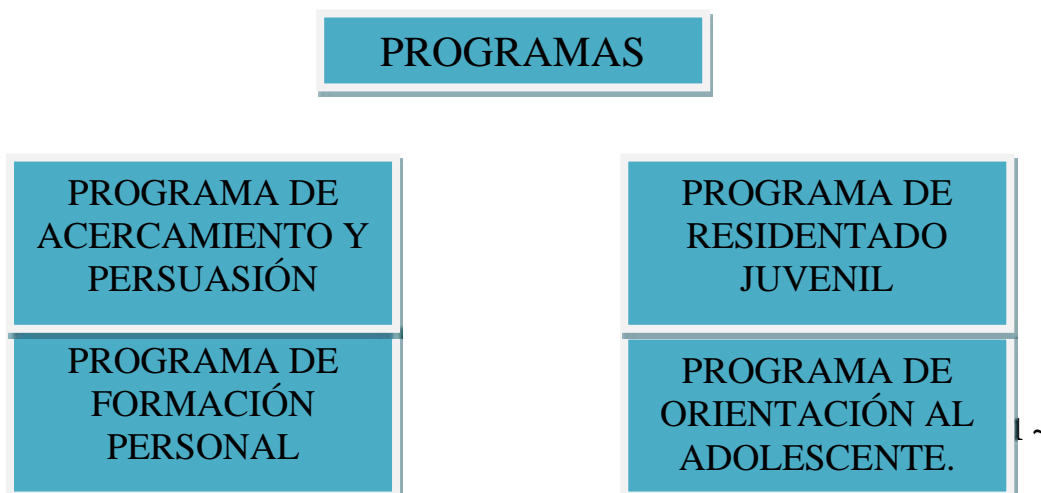 PROGRAMAS
PROGRAMA DE
ACERCAMIENTO Y
PERSUASIÓN
PROGRAMA DE
RESIDENTADO
JUVENIL
PROGRAMA DE
FORMACIÓN
PERSONAL
PROGRAMA DE
ORIENTACIÓN AL
ADOLESCENTE.